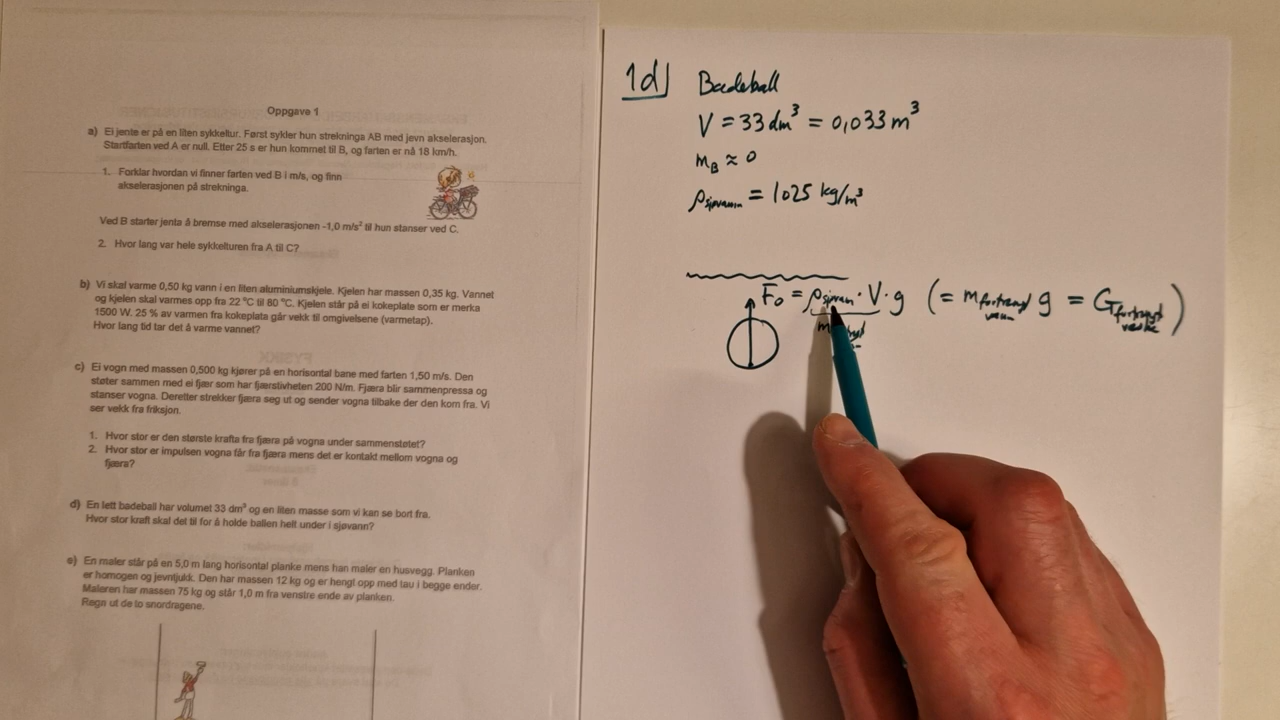 Oppgave 1
a) Ei jente er på en liten sykkeltur. Først sykler hun strekninga AB med jevn akselerasjon.
Startfarten ved A er null. Etter 25 s er hun kommet til B, og farten er nå 18 km/h.
1. Forklar hvordan vi finner farten ved B i m/s, og finn
akselerasjonen på strekninga.
Ved B starter jenta å bremse med akselerasjonen -1,0 m/s² til hun stanser ved C.
2. Hvor lang var hele sykkelturen fra A til C?
b) Vi skal varme 0,50 kg vann i en liten aluminiumskjele. Kjelen har massen 0,35 kg. Vannet
og kjelen skal varmes opp fra 22 °C til 80 °C. Kjelen står på ei kokeplate som er merka
1500 W. 25 % av varmen fra kokeplata går vekk til omgivelsene (varmetap).
Hvor lang tid tar det å varme vannet?
c) Ei vogn med massen 0,500 kg kjører på en horisontal bane med farten 1,50 m/s. Den
støter sammen med ei fjær som har fjærstivheten 200 N/m. Fjæra blir sammenpressa og
stanser vogna. Deretter strekker fjæra seg ut og sender vogna tilbake der den kom fra. Vi
ser vekk fra friksjon.
1. Hvor stor er den største krafta fra fjæra på vogna under sammenstøtet?
2. Hvor stor er impulsen vogna får fra fjæra mens det er kontakt mellom vogna og
fjæra?
d) En lett badeball har volumet 33 dm³ og en liten masse som vi kan se bort fra.
Hvor stor kraft skal det til for å holde ballen helt under i sjøvann?
e) En maler står på en 5,0 m lang horisontal planke mens han maler en husvegg. Planken
er homogen og jevntjukk. Den har massen 12 kg og er hengt opp med tau i begge ender.
Maleren har massen 75 kg og står 1,0 m fra venstre ende av planken.
Regn ut de to snordragene.
1d) Badeball
V = 33 dm³ = 0,033 m³
m_B ≈ 0
ρ = 1025 kg/m³
F₀ = ρ · V · g (= m g = G )